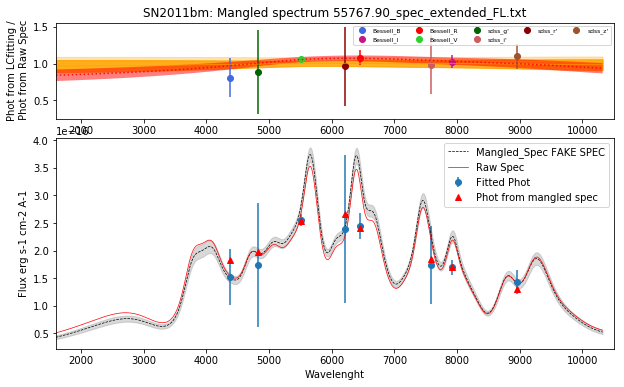 SN2011bm: Mangled spectrum 55767.90_spec_extended_FL.txt
Phot from LCfitting /
Phot from Raw Spec
1.5
1.0
0.5
Bessell_B
Bessell_I
Bessell_R
Bessell_V
sdss_g'
sdss_i'
sdss_r'
sdss_z'
2000 3000 4000 5000 6000 7000 8000 9000 10000
1e−16
Flux erg s-1 cm-2 A-1
4.0
3.5
3.0
2.5
2.0
1.5
1.0
0.5
Mangled_Spec FAKE SPEC
Raw Spec
Fitted Phot
Phot from mangled spec
2000 3000 4000 5000 6000 7000 8000 9000 10000
Wavelenght